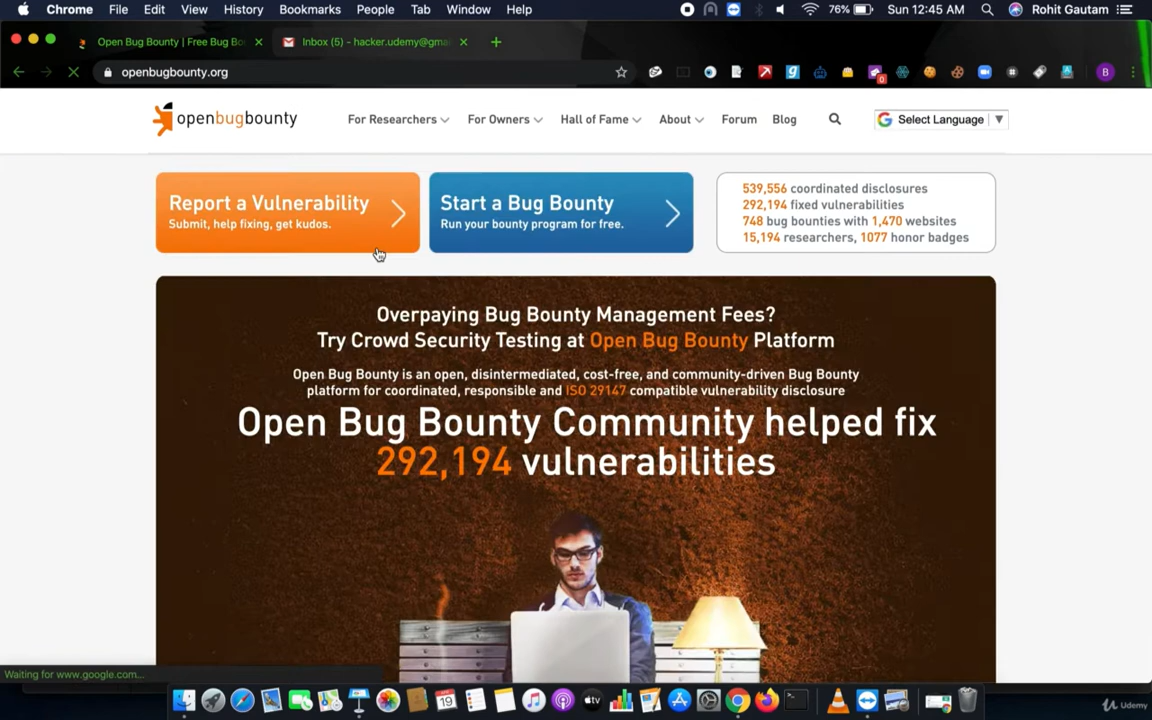 Chrome File Edit View History Bookmarks People Tab Window Help 76% Sun 12:45 AM Rohit Gautam
Open Bug Bounty | Free Bug Bo Inbox (5) - hacker.udemy@gma
openbugbounty.org 0 B
openbugbounty For Researchers For Owners Hall of Fame About Forum Blog Select Language
Report a Vulnerability
Submit, help fixing, get kudos.
Start a Bug Bounty
Run your bounty program for free.
539,556 coordinated disclosures
292,194 fixed vulnerabilities
748 bug bounties with 1,470 websites
15,194 researchers, 1077 honor badges
Overpaying Bug Bounty Management Fees?
Try Crowd Security Testing at Open Bug Bounty Platform
Open Bug Bounty is an open, disintermediated, cost-free, and community-driven Bug Bounty
platform for coordinated, responsible and ISO 29147 compatible vulnerability disclosure
Open Bug Bounty Community helped fix
292,194 vulnerabilities
Waiting for www.google.com...
19
tv
Udemy